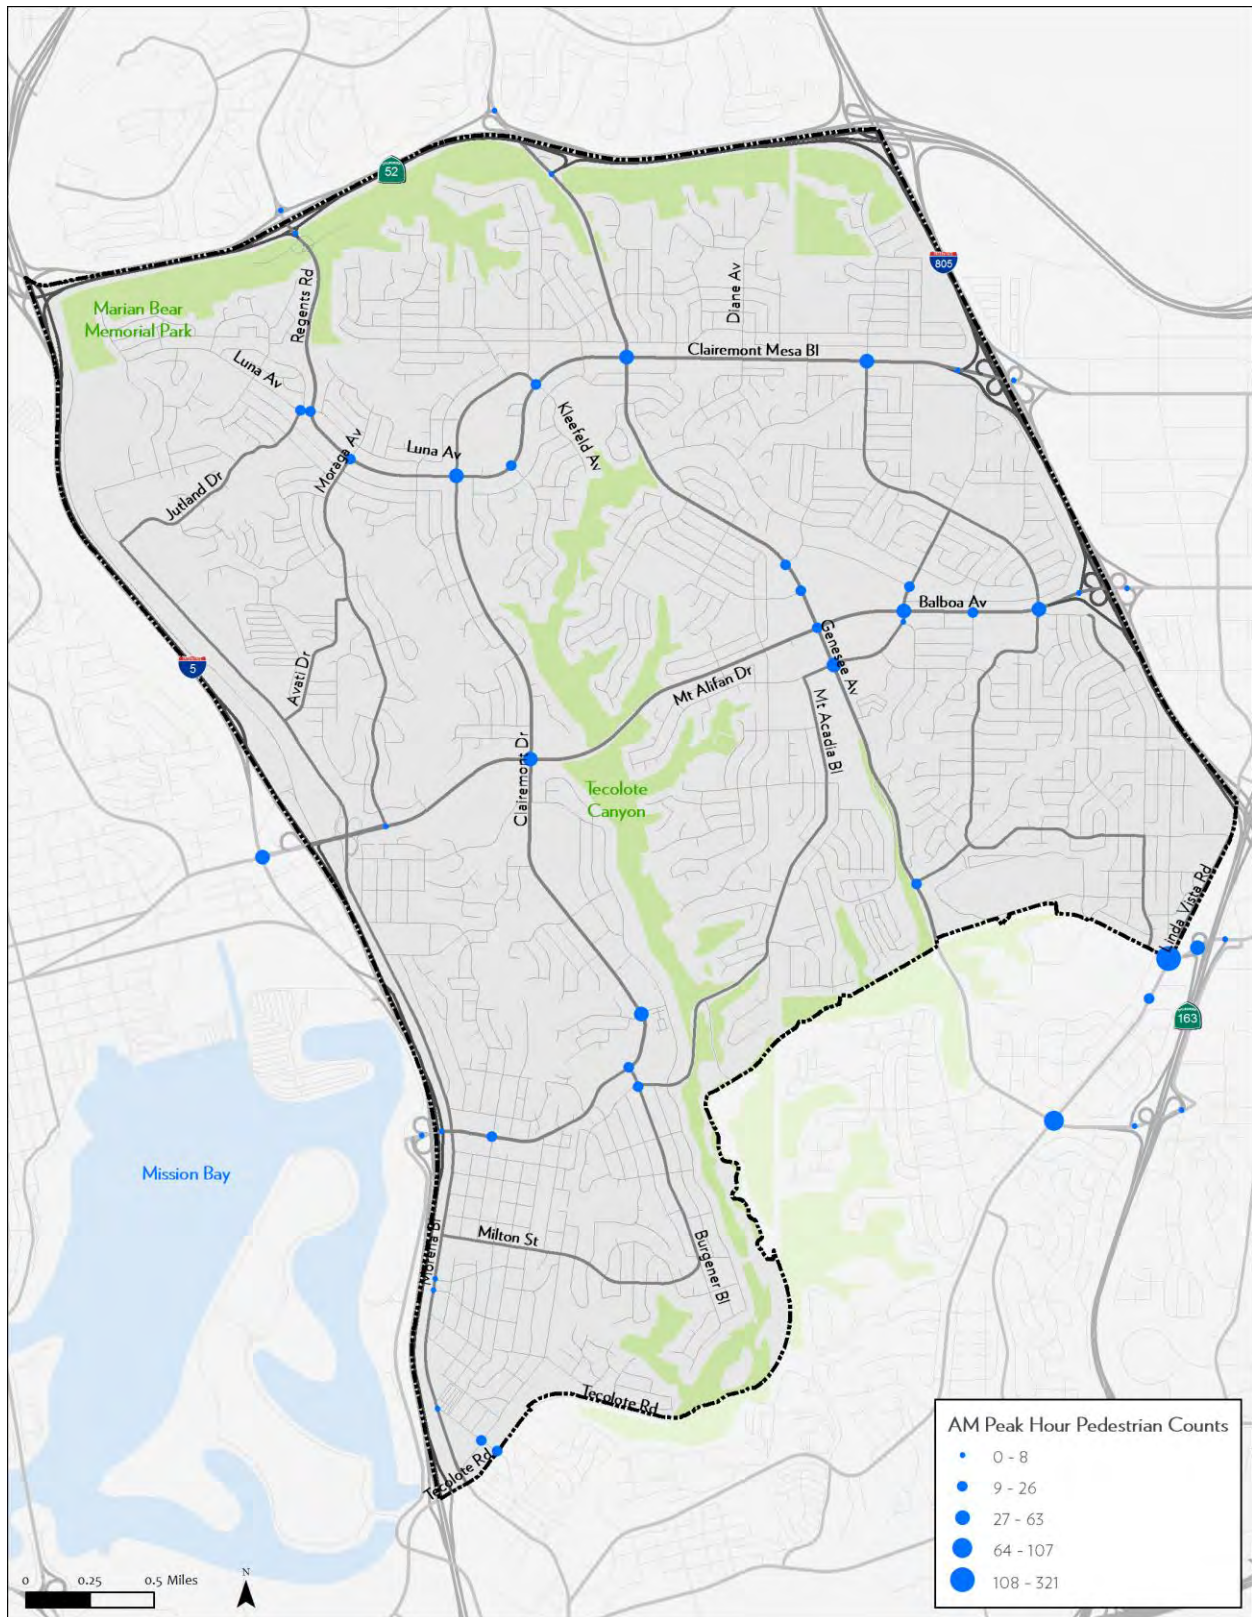 52
805
Marian Bear
Memorial Park
Regents Rd
Diane Av
Clairemont Mesa Bl
Luna Av
Kleefeld Av
Luna Av
Moraga Av
Jutland Dr
Balboa Av
Genesee Av
5
Avati Dr
Mt Alifan Dr
Mt Acadia Bl
Clairemont Dr
Tecolote
Canyon
Linda Vista Rd
163
Mission Bay
Morena Bl
Milton St
Burgener Bl
Tecolote Rd
Tecolote Rd
AM Peak Hour Pedestrian Counts
0 - 8
9 - 26
27 - 63
64 - 107
108 - 321
0 0.25 0.5 Miles
N